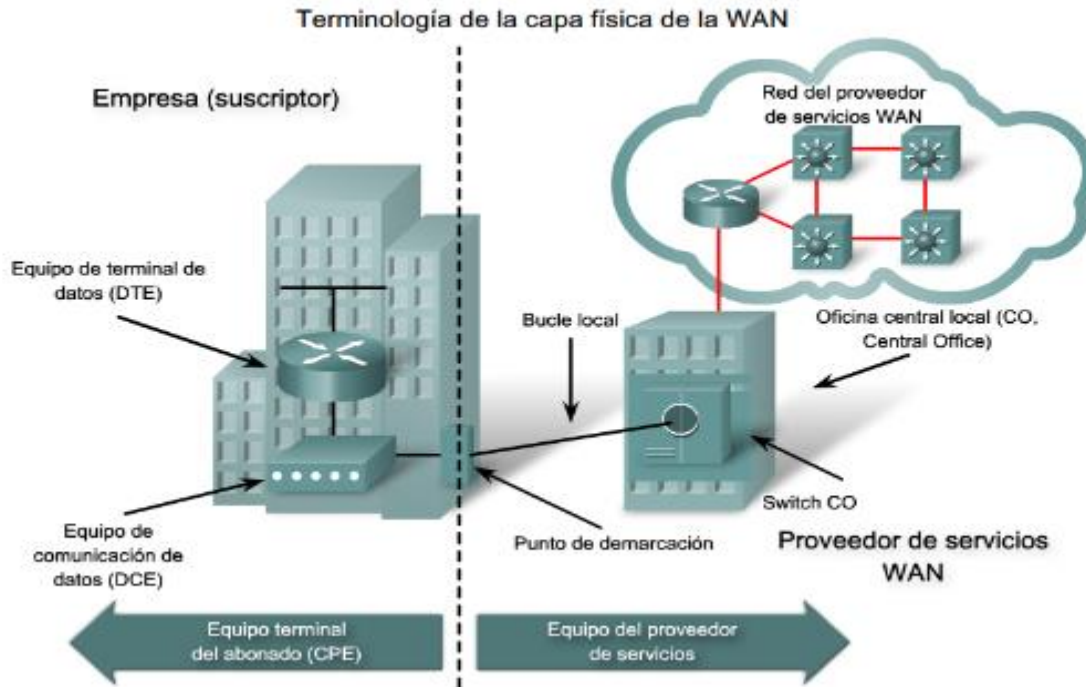 Terminología de la capa física de la WAN
Empresa (suscriptor)
Red del proveedor
de servicios WAN
Equipo de terminal de
datos (DTE)
Bucle local
Oficina central local (CO,
Central Office)
Switch CO
Equipo de
comunicación de
datos (DCE)
Punto de demarcación
Proveedor de servicios
WAN
Equipo terminal
del abonado (CPE)
Equipo del proveedor
de servicios